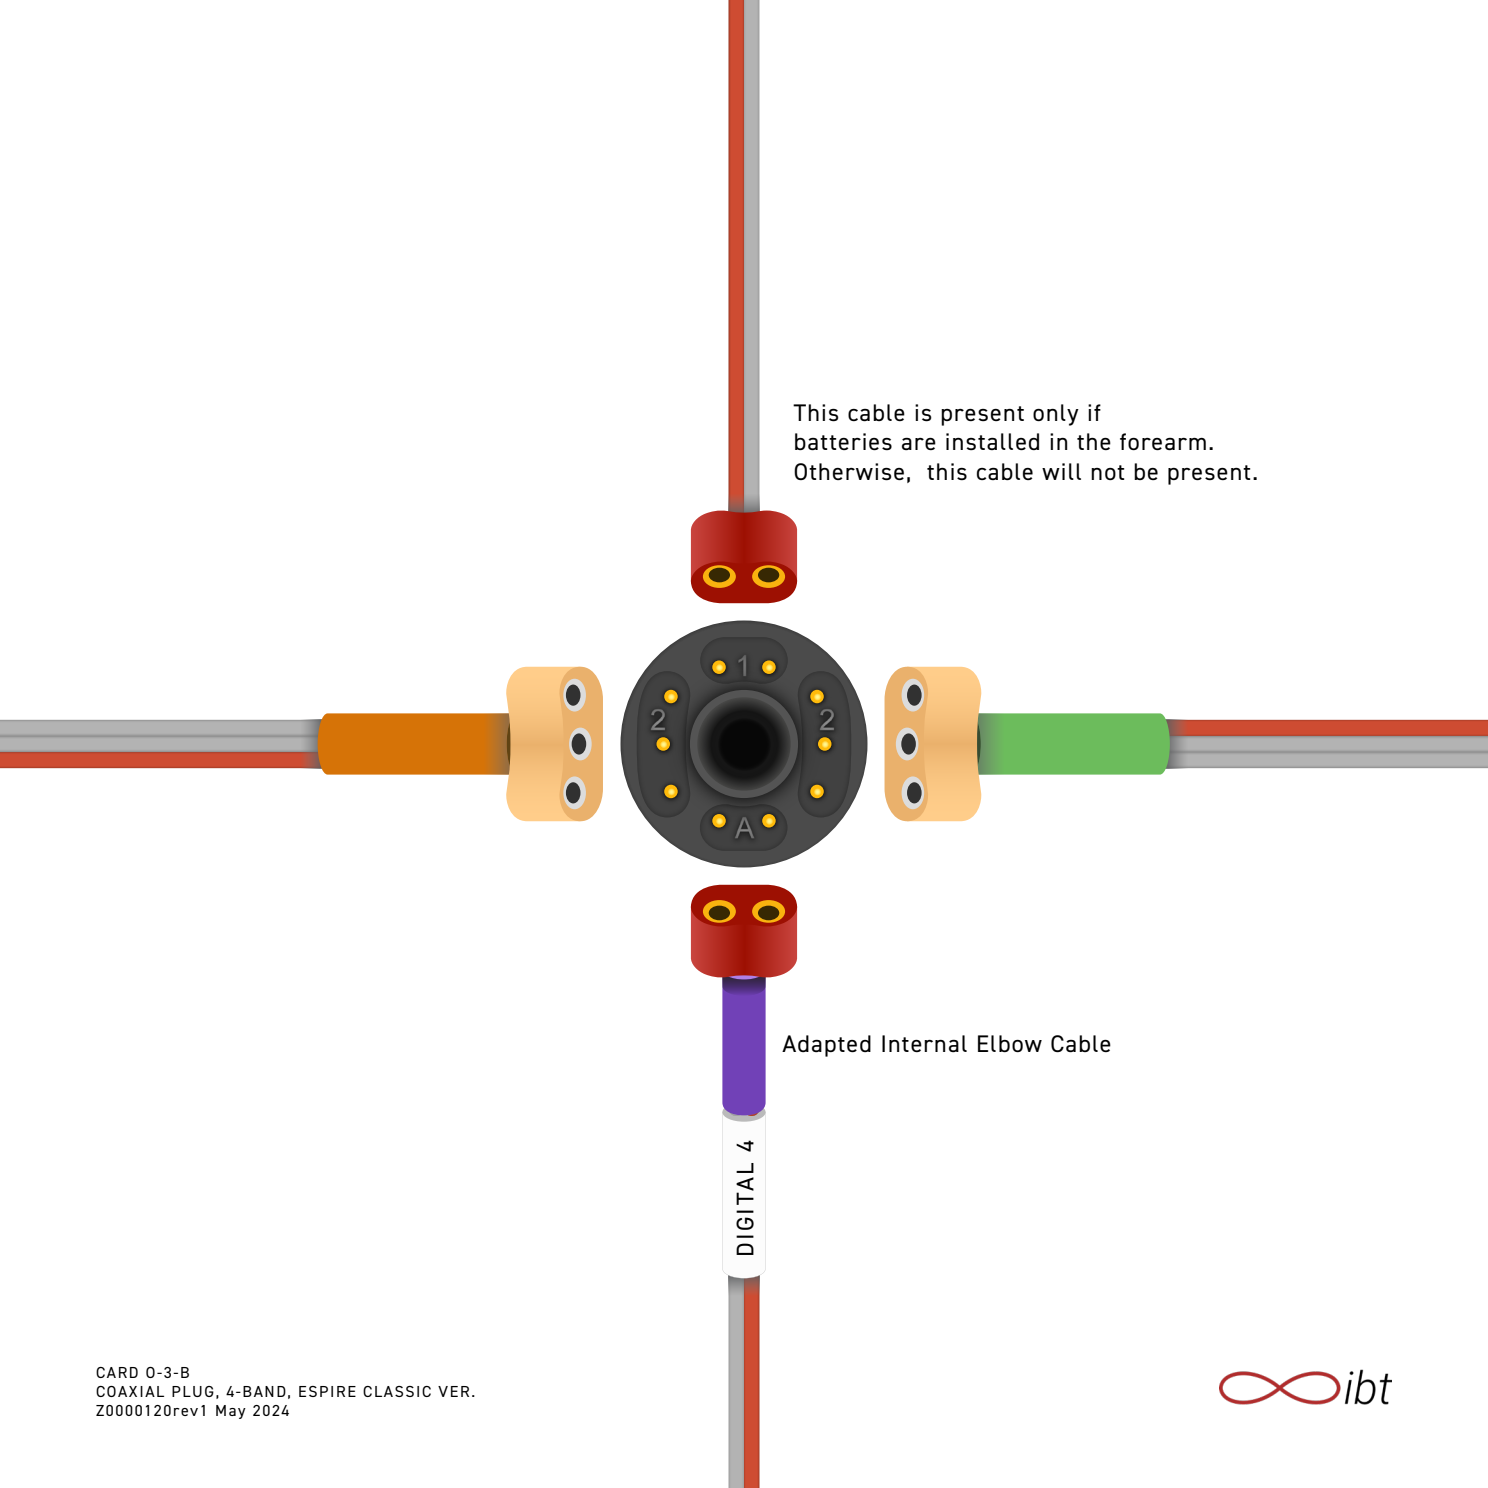 This cable is present only if
batteries are installed in the forearm.
Otherwise, this cable will not be present.
1
2
2
A
Adapted Internal Elbow Cable
DIGITAL 4
CARD O-3-B
COAXIAL PLUG, 4-BAND, ESPIRE CLASSIC VER.
Z0000120rev1 May 2024
ibt